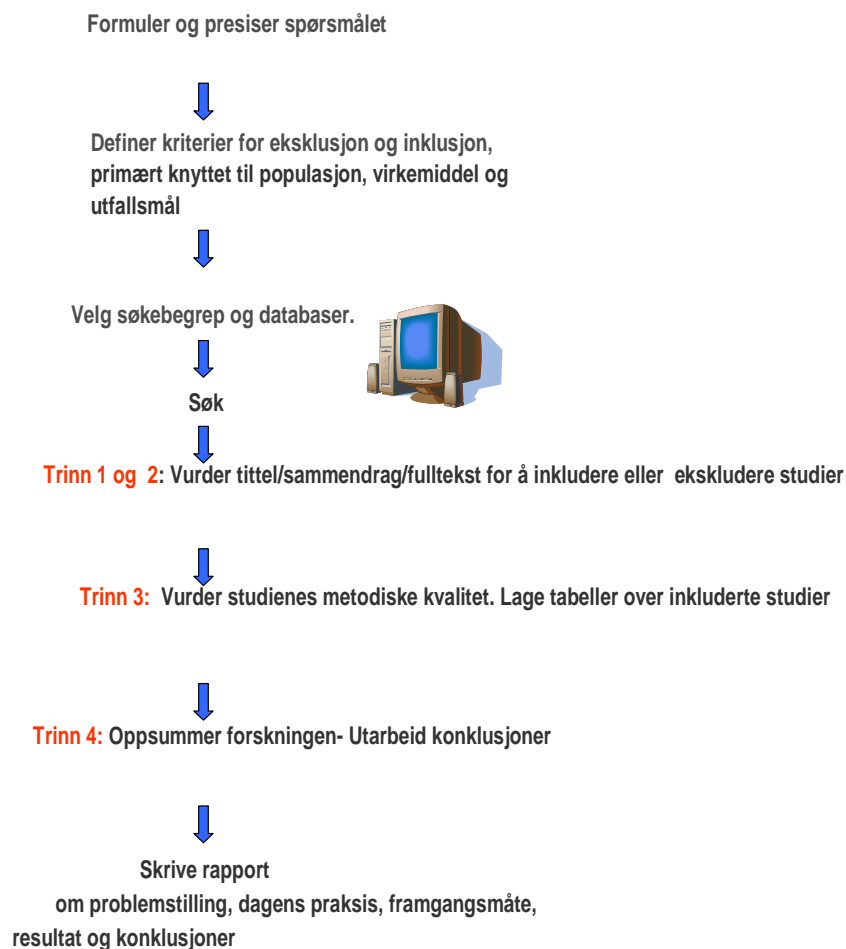 Formuler og presiser spørsmålet
Definer kriterier for eksklusjon og inklusjon,
primært knyttet til populasjon, virkemiddel og
utfallsmål
Velg søkebegrep og databaser.
Søk
Trinn 1 og 2: Vurder tittel/sammendrag/fulltekst for å inkludere eller ekskludere studier
Trinn 3: Vurder studienes metodiske kvalitet. Lage tabeller over inkluderte studier
Trinn 4: Oppsummer forskningen- Utarbeid konklusjoner
Skrive rapport
om problemstilling, dagens praksis, framgangsmåte,
resultat og konklusjoner